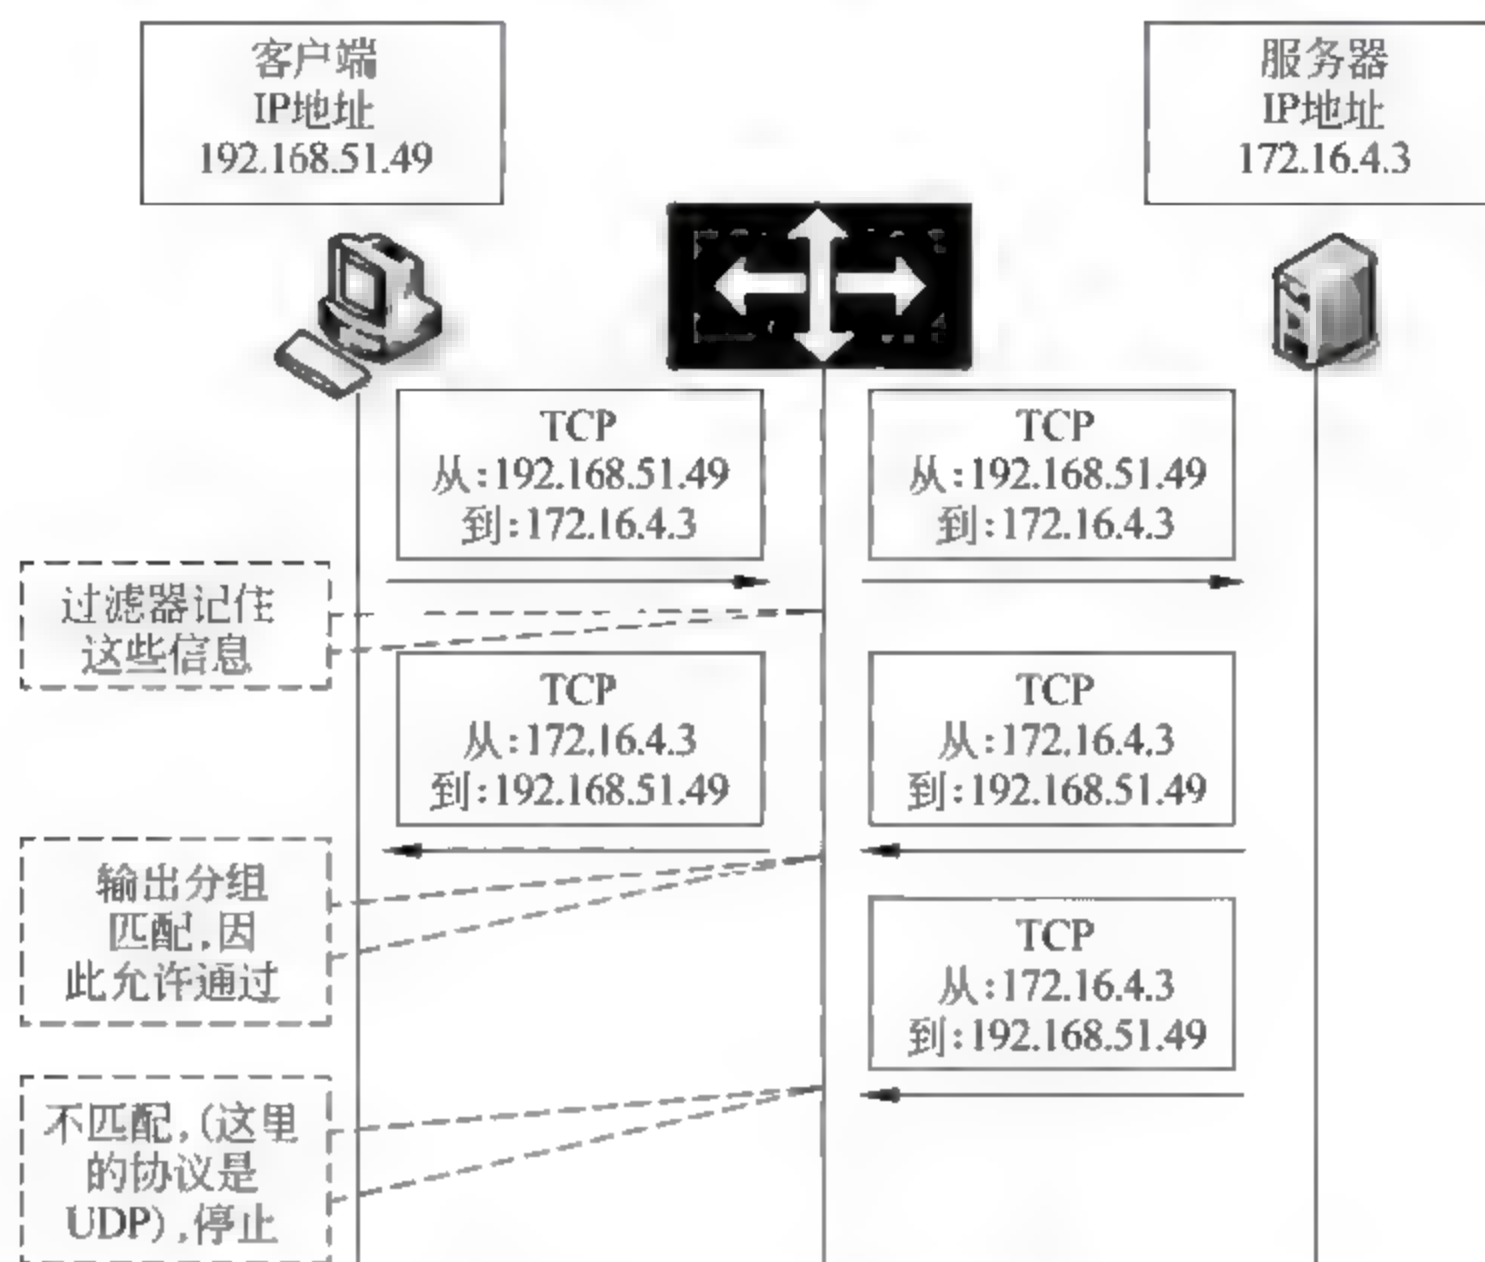 客户端
IP地址
192.168.51.49
服务器
IP地址
172.16.4.3
TCP
从:192.168.51.49
到:172.16.4.3
TCP
从:192.168.51.49
到:172.16.4.3
过滤器记住
这些信息
TCP
从:172.16.4.3
到:192.168.51.49
TCP
从:172.16.4.3
到:192.168.51.49
输出分组
匹配,因
此允许通过
TCP
从:172.16.4.3
到:192.168.51.49
不匹配,(这里
的协议是
UDP),停止